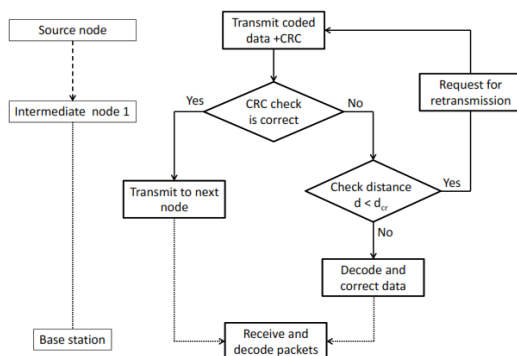 Source node
Intermediate node 1
Base station
Transmit coded
data +CRC
CRC check
is correct
Yes
No
Transmit to next
node
Request for
retransmission
Check distance
d < dcr
Yes
No
Decode and
correct data
Receive and
decode packets